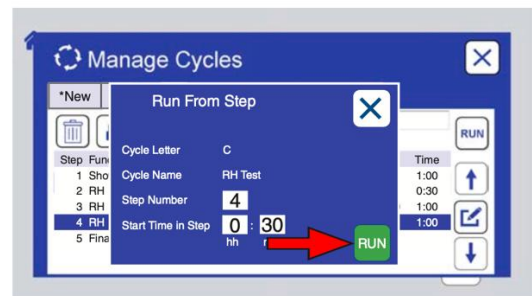 Manage Cycles
*New
Run From Step
RUN
Cycle Letter C
Cycle Name RH Test
Step Number 4
Start Time in Step 0 : 30
hh
RUN
Step Time
1 Sho 1:00
2 RH 0:30
3 RH 1:00
4 RH 1:00
5 Fina